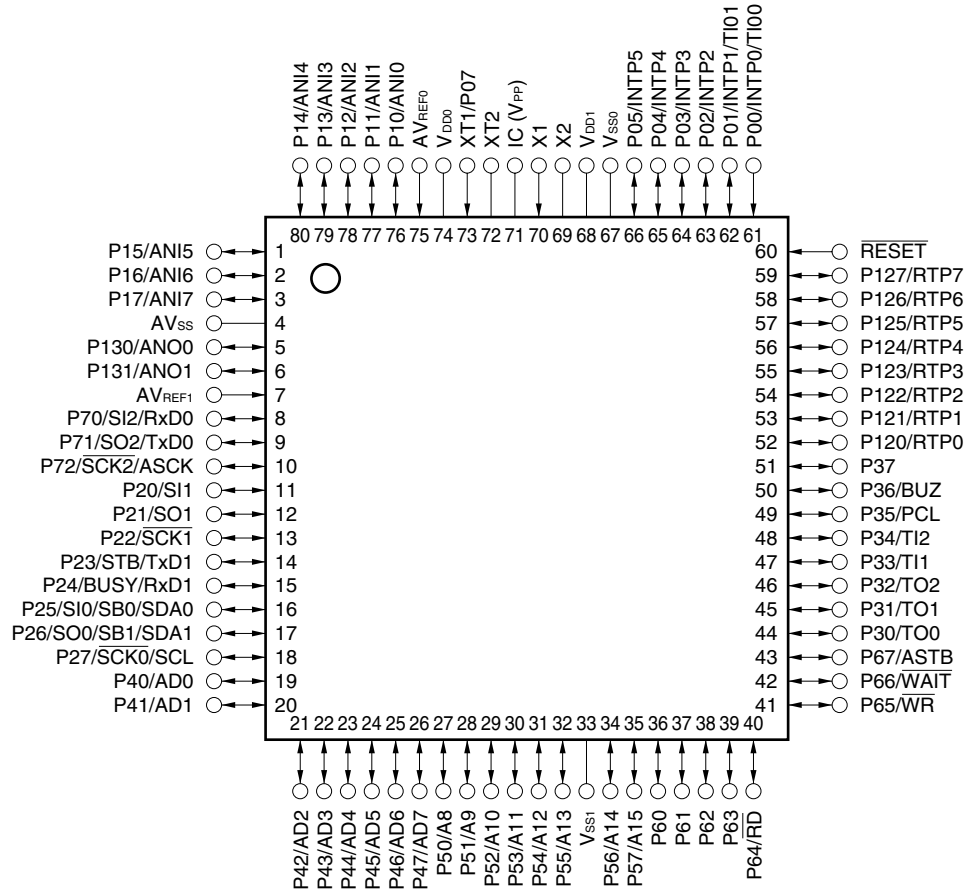 P14/ANI4
P13/ANI3
P12/ANI2
P11/ANI1
P10/ANI0
AVREF0
VDD0
XT1/P07
XT2
IC (VPP)
X1
X2
VDD1
VSS0
P05/INTP5
P04/INTP4
P03/INTP3
P02/INTP2
P01/INTP1/TI01
P00/INTP0/TI00
80 79 78 77 76 75 74 73 72 71 70 69 68 67 66 65 64 63 62 61
P15/ANI5 1
P16/ANI6 2
P17/ANI7 3
AVSS 4
P130/ANO0 5
P131/ANO1 6
AVREF1 7
P70/SI2/RxD0 8
P71/SO2/TxD0 9
P72/SCK2/ASCK 10
P20/SI1 11
P21/SO1 12
P22/SCK1 13
P23/STB/TxD1 14
P24/BUSY/RxD1 15
P25/SI0/SB0/SDA0 16
P26/SO0/SB1/SDA1 17
P27/SCK0/SCL 18
P40/AD0 19
P41/AD1 20
60 RESET
59 P127/RTP7
58 P126/RTP6
57 P125/RTP5
56 P124/RTP4
55 P123/RTP3
54 P122/RTP2
53 P121/RTP1
52 P120/RTP0
51 P37
50 P36/BUZ
49 P35/PCL
48 P34/TI2
47 P33/TI1
46 P32/TO2
45 P31/TO1
44 P30/TO0
43 P67/ASTB
42 P66/WAIT
41 P65/WR
21 22 23 24 25 26 27 28 29 30 31 32 33 34 35 36 37 38 39 40
P42/AD2
P43/AD3
P44/AD4
P45/AD5
P46/AD6
P47/AD7
P50/A8
P51/A9
P52/A10
P53/A11
P54/A12
P55/A13
VSS1
P56/A14
P57/A15
P60
P61
P62
P63
P64/RD